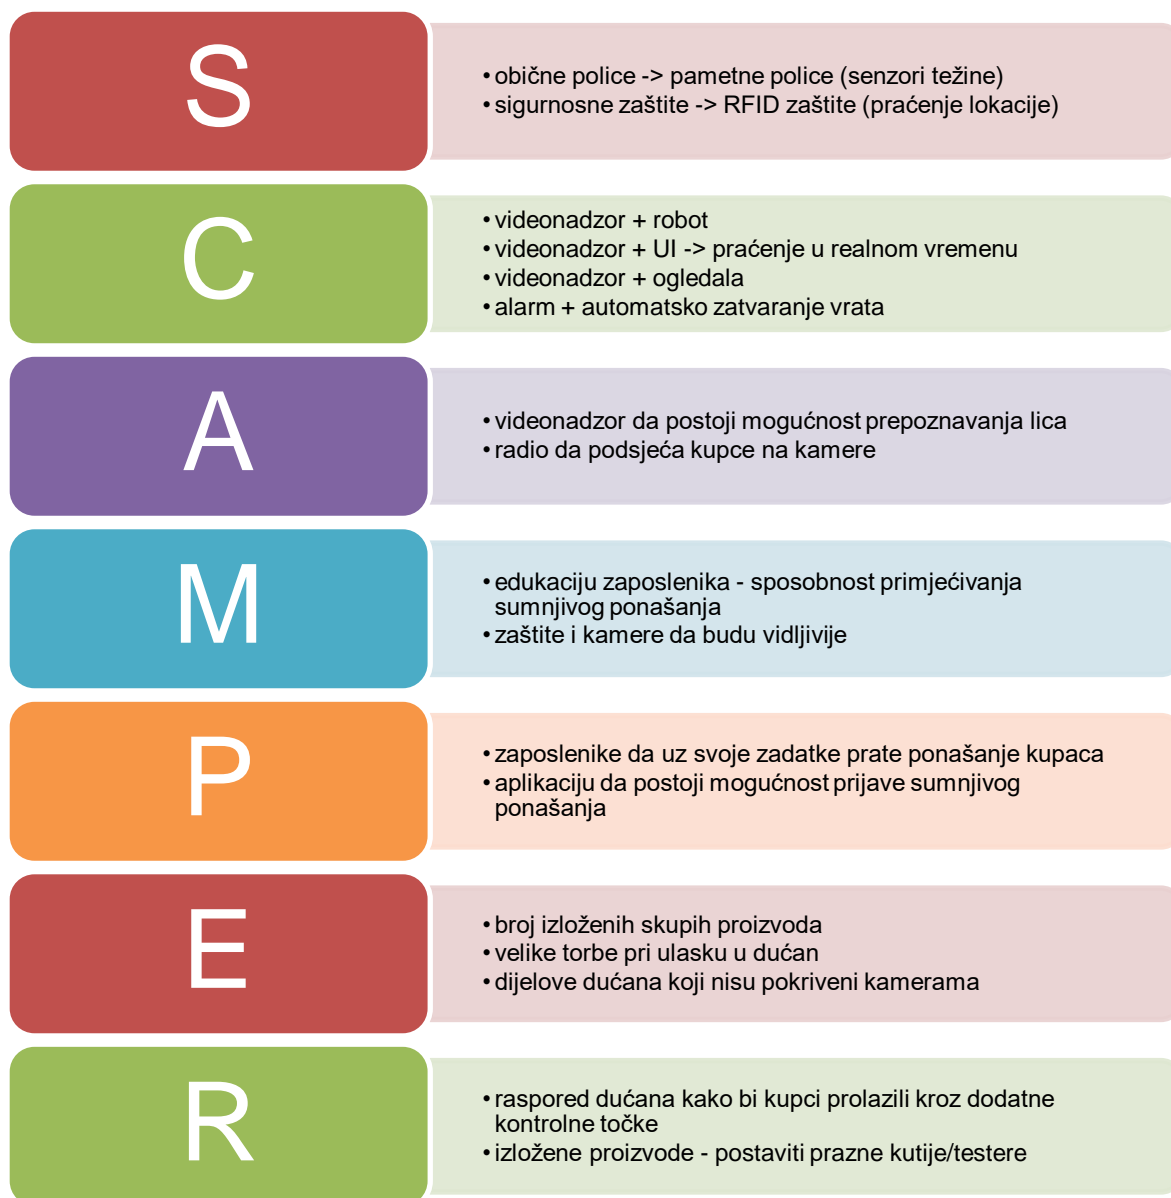 S
• obične police -> pametne police (senzori težine)
• sigurnosne zaštite -> RFID zaštite (praćenje lokacije)
C
• videonadzor + robot
• videonadzor + UI -> praćenje u realnom vremenu
• videonadzor + ogledala
• alarm + automatsko zatvaranje vrata
A
• videonadzor da postoji mogućnost prepoznavanja lica
• radio da podsjeća kupce na kamere
M
• edukaciju zaposlenika - sposobnost primjećivanja
sumnjivog ponašanja
• zaštite i kamere da budu vidljivije
P
• zaposlenike da uz svoje zadatke prate ponašanje kupaca
• aplikaciju da postoji mogućnost prijave sumnjivog
ponašanja
E
• broj izloženih skupih proizvoda
• velike torbe pri ulasku u dućan
• dijelove dućana koji nisu pokriveni kamerama
R
• raspored dućana kako bi kupci prolazili kroz dodatne
kontrolne točke
• izložene proizvode - postaviti prazne kutije/testere